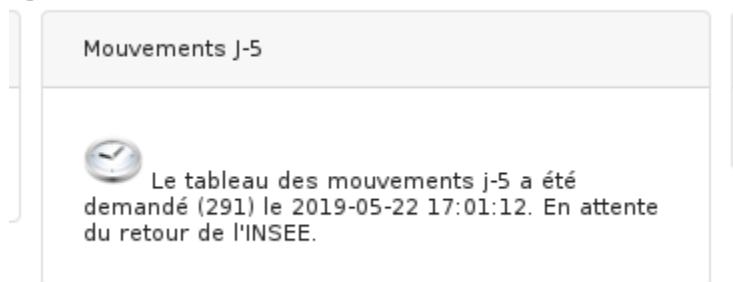 Mouvements J-5
Le tableau des mouvements j-5 a été
demandé (291) le 2019-05-22 17:01:12. En attente
du retour de l'INSEE.